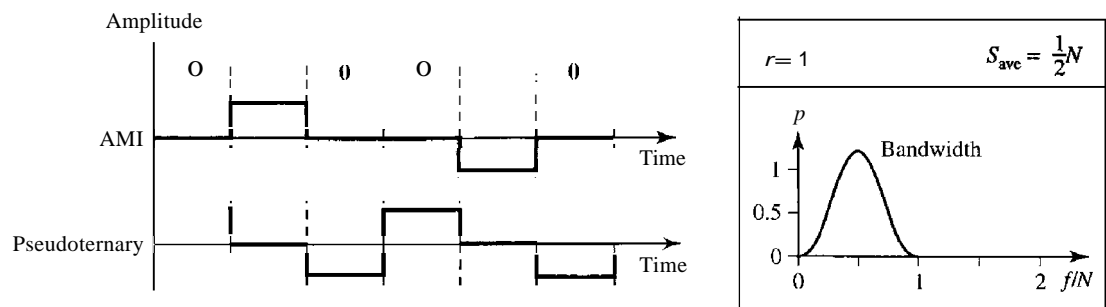 Amplitude
O 0 O 0
AMI
Time
Pseudoternary
Time
r = 1
S_ave = 1/2 N
p
Bandwidth
1
0.5
0
0 1 2 f/N